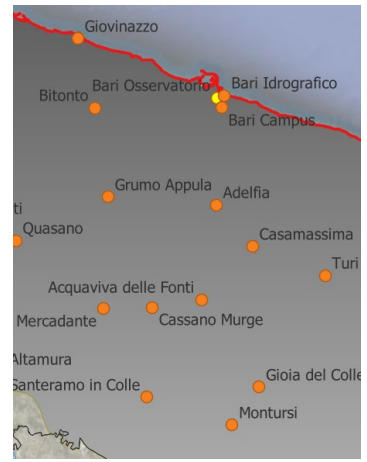 Giovinazzo
Bari Osservatorio
Bari Idrografico
Bitonto
Bari Campus
Grumo Appula
Adelfia
ti
Quasano
Casamassima
Turi
Acquaviva delle Fonti
Mercadante
Cassano Murge
Altamura
Gioia del Colle
Santeramo in Colle
Montursi